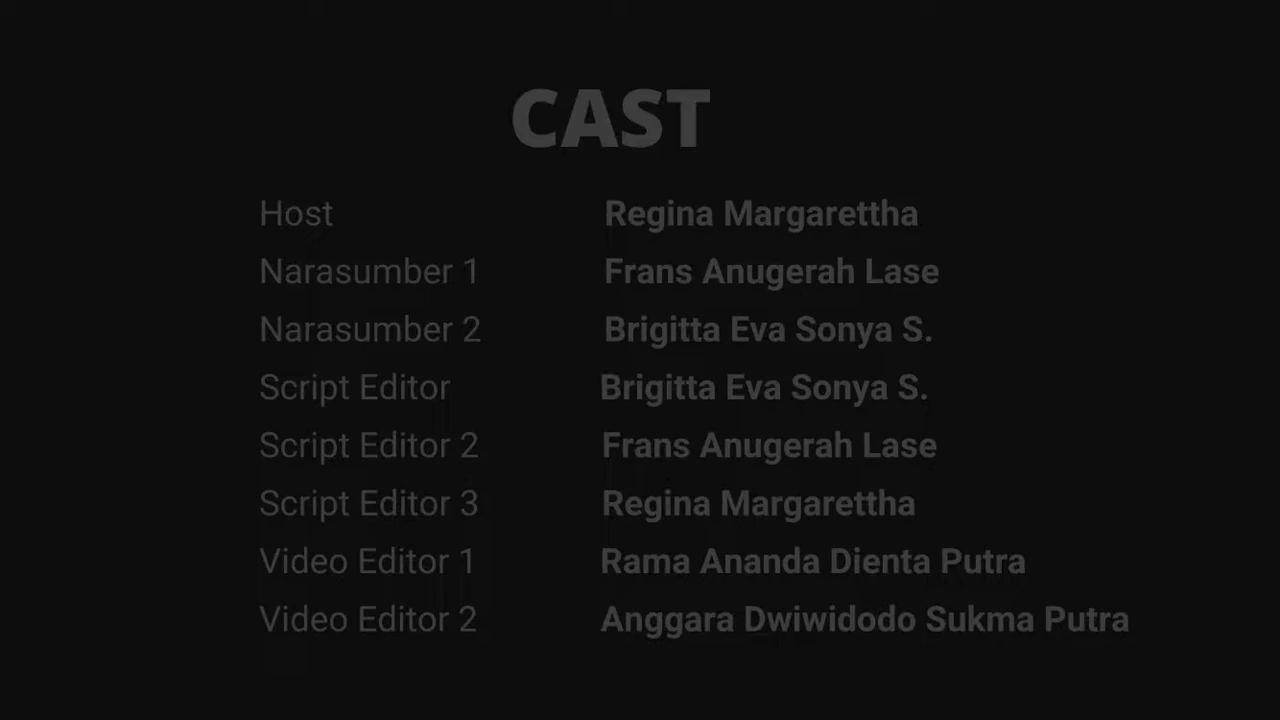 CAST
Host Regina Margarettha
Narasumber 1 Frans Anugerah Lase
Narasumber 2 Brigitta Eva Sonya S.
Script Editor Brigitta Eva Sonya S.
Script Editor 2 Frans Anugerah Lase
Script Editor 3 Regina Margarettha
Video Editor 1 Rama Ananda Dienta Putra
Video Editor 2 Anggara Dwiwidodo Sukma Putra